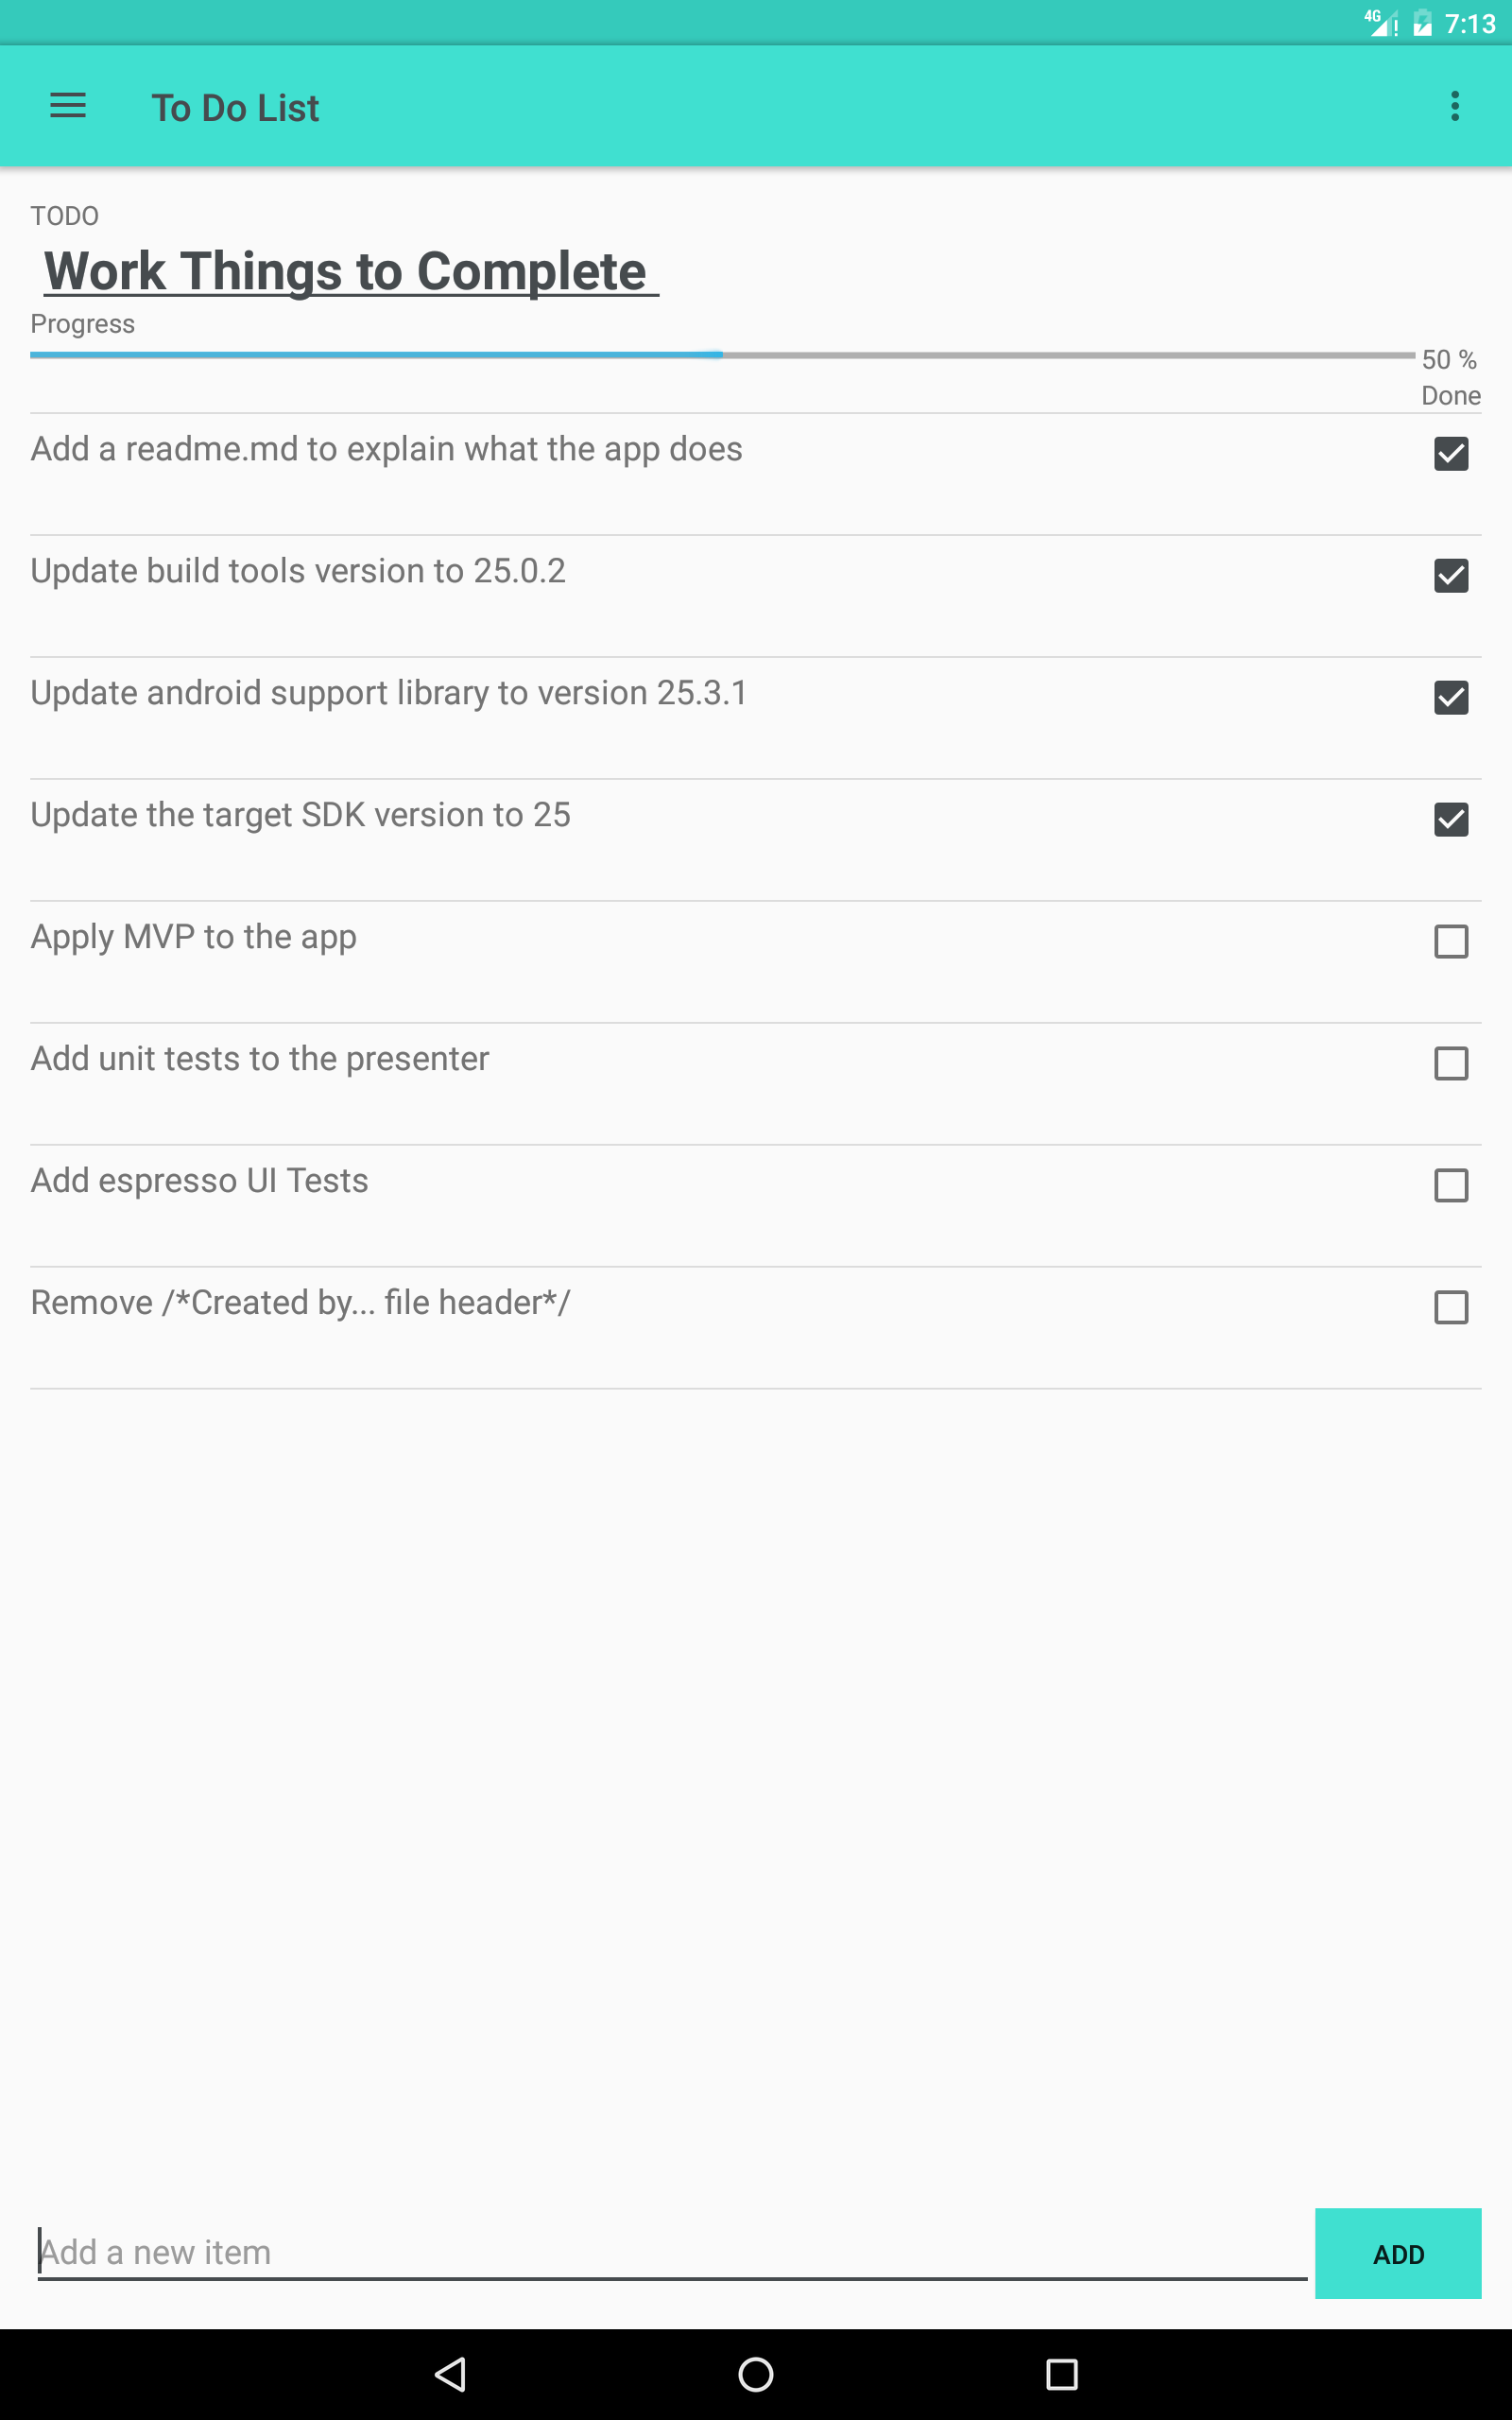 4G 7:13
To Do List
TODO
Work Things to Complete
Progress
50 %
Done
Add a readme.md to explain what the app does
Update build tools version to 25.0.2
Update android support library to version 25.3.1
Update the target SDK version to 25
Apply MVP to the app
Add unit tests to the presenter
Add espresso UI Tests
Remove /*Created by... file header*/
Add a new item
ADD